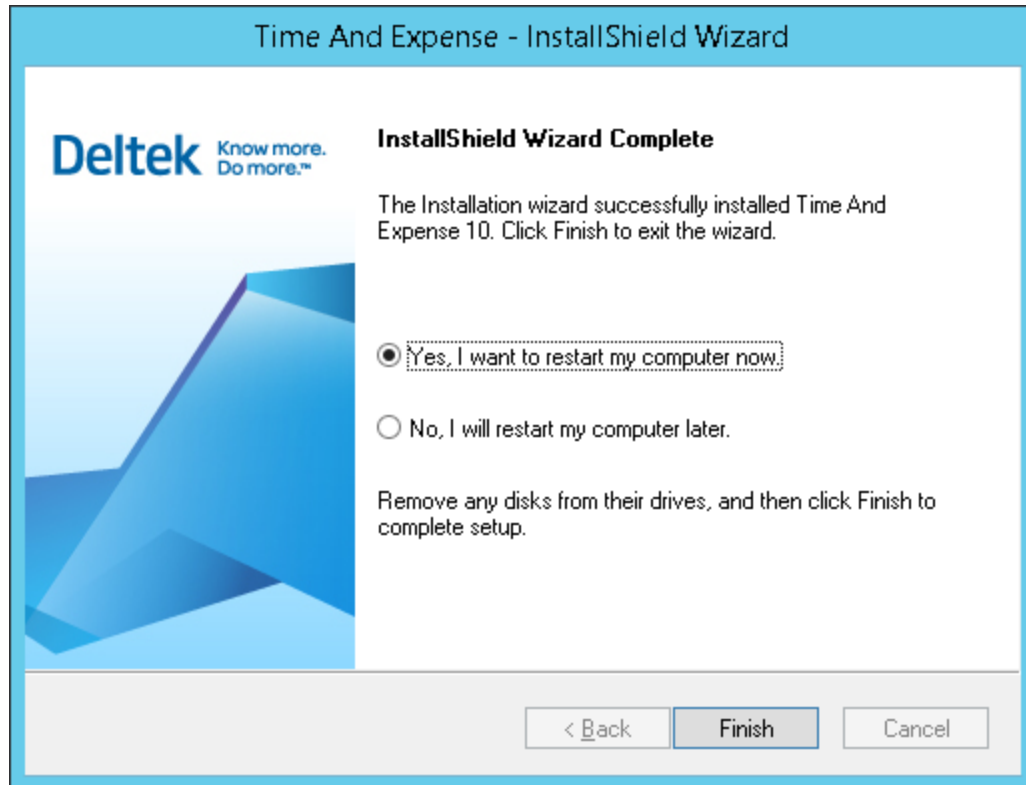 Time And Expense - InstallShield Wizard
Deltek Know more.
Do more.™
InstallShield Wizard Complete
The Installation wizard successfully installed Time And
Expense 10. Click Finish to exit the wizard.
Yes, I want to restart my computer now.
No, I will restart my computer later.
Remove any disks from their drives, and then click Finish to
complete setup.
< Back Finish Cancel